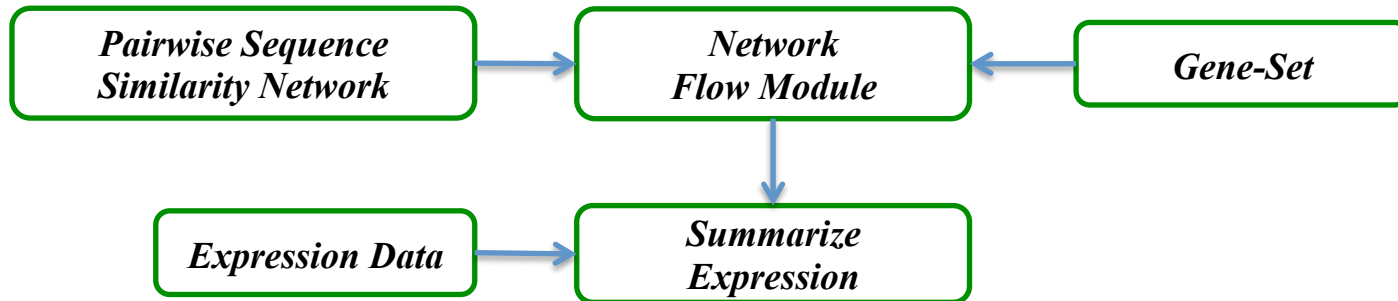 Pairwise Sequence
Similarity Network
Network
Flow Module
Gene-Set
Expression Data
Summarize
Expression